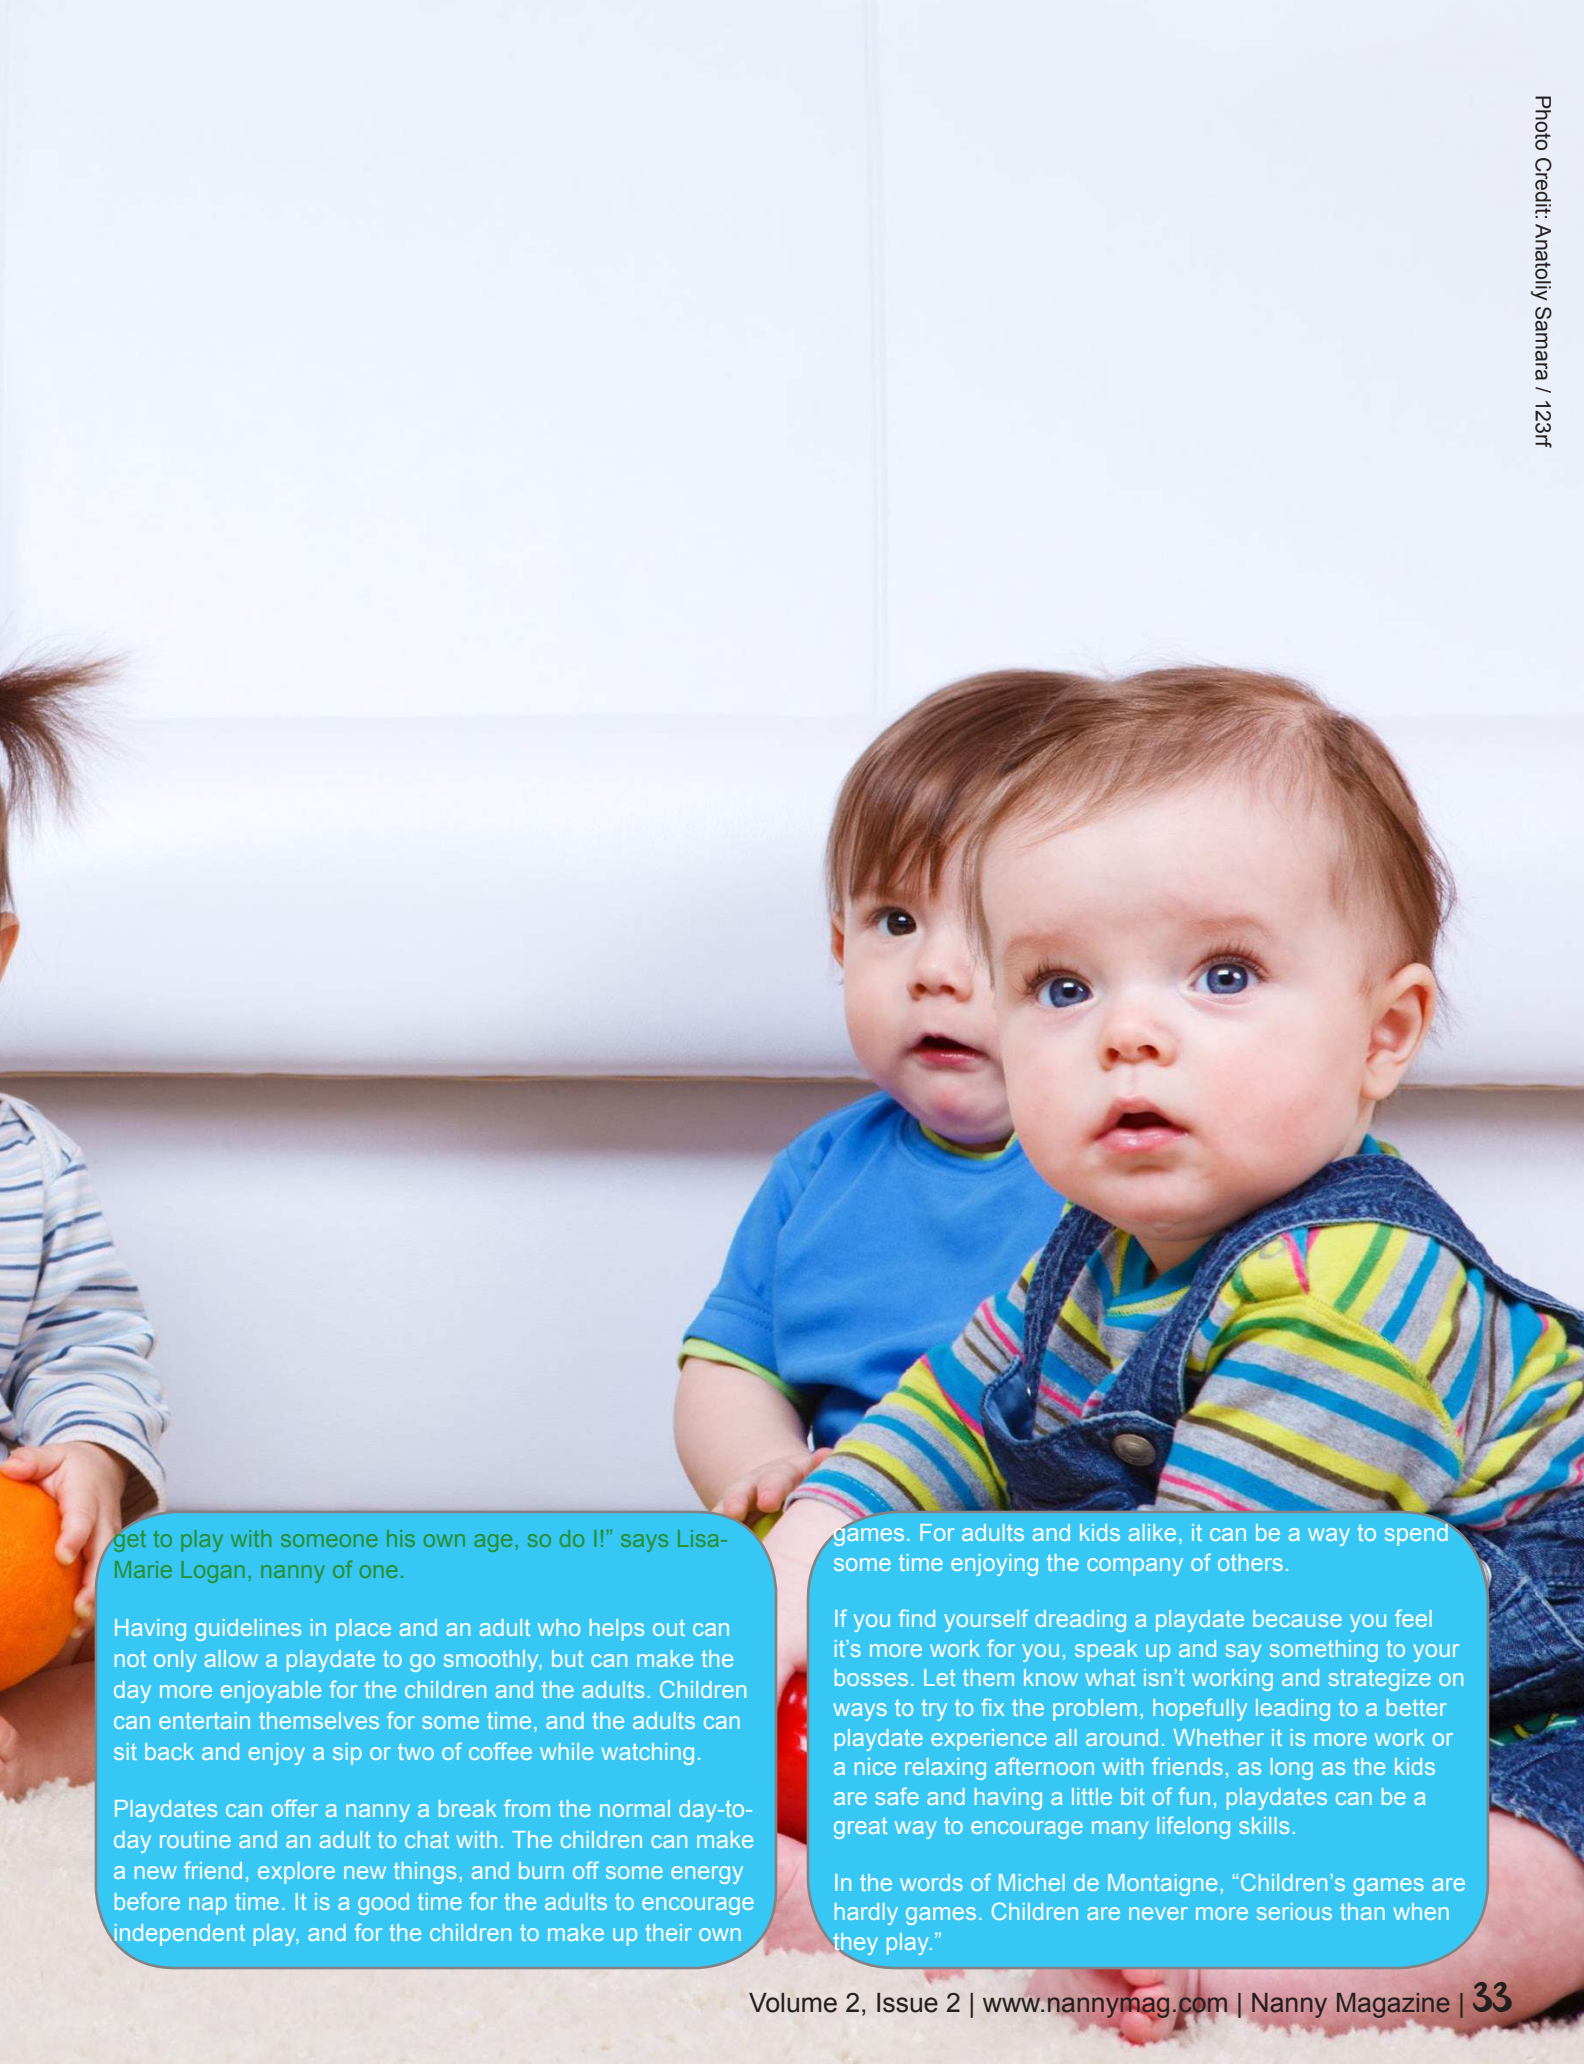 Photo Credit: Anatoliy Samara / 123rf
get to play with someone his own age, so do I!” says Lisa-
Marie Logan, nanny of one.
Having guidelines in place and an adult who helps out can
not only allow a playdate to go smoothly, but can make the
day more enjoyable for the children and the adults. Children
can entertain themselves for some time, and the adults can
sit back and enjoy a sip or two of coffee while watching.
Playdates can offer a nanny a break from the normal day-to-
day routine and an adult to chat with. The children can make
a new friend, explore new things, and burn off some energy
before nap time. It is a good time for the adults to encourage
independent play, and for the children to make up their own
games. For adults and kids alike, it can be a way to spend
some time enjoying the company of others.
If you find yourself dreading a playdate because you feel
it’s more work for you, speak up and say something to your
bosses. Let them know what isn’t working and strategize on
ways to try to fix the problem, hopefully leading to a better
playdate experience all around. Whether it is more work or
a nice relaxing afternoon with friends, as long as the kids
are safe and having a little bit of fun, playdates can be a
great way to encourage many lifelong skills.
In the words of Michel de Montaigne, “Children’s games are
hardly games. Children are never more serious than when
they play.”
Volume 2, Issue 2 | www.nannymag.com | Nanny Magazine | 33